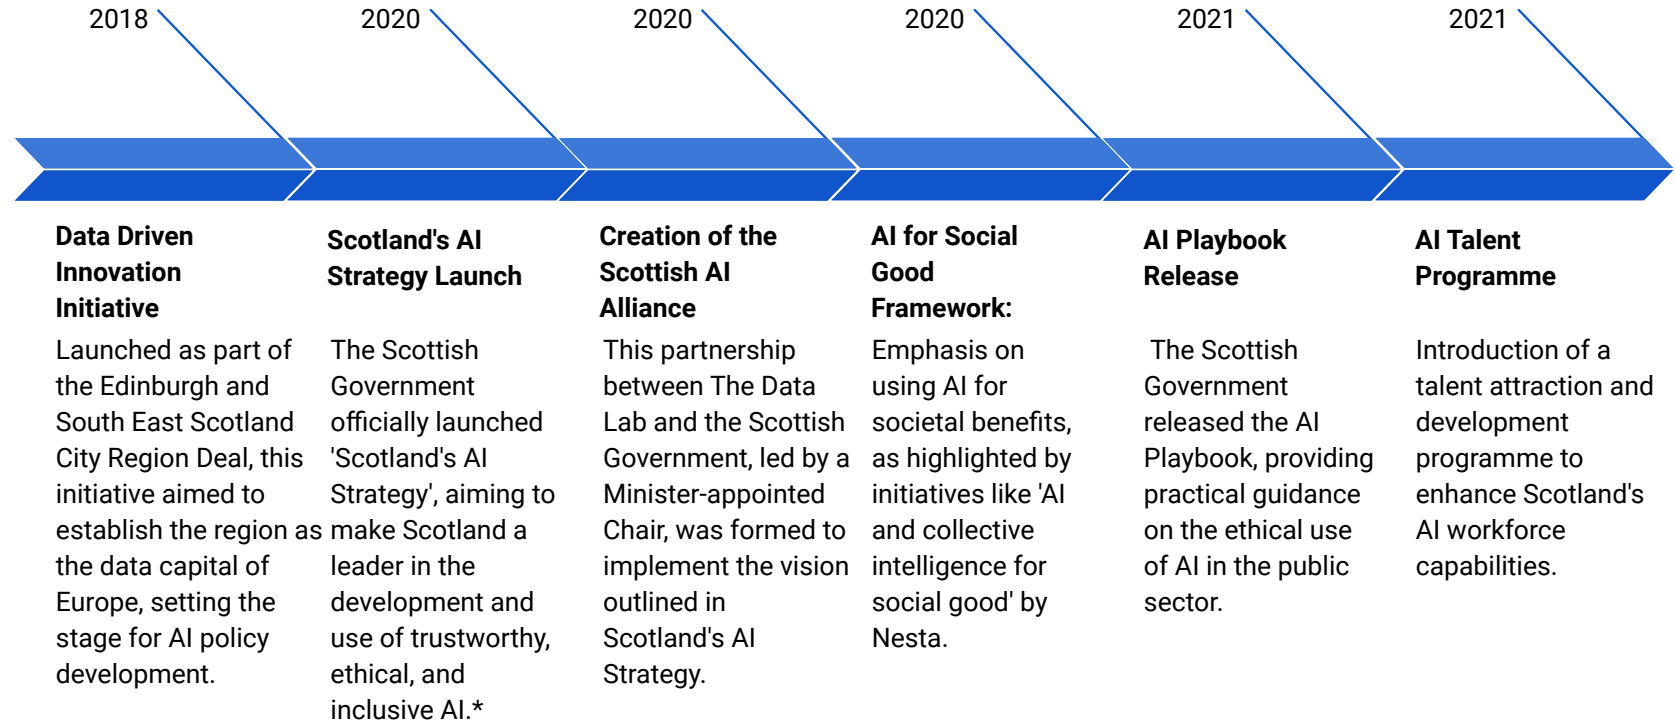 2018
2020
2020
2020
2021
2021
Data Driven
Innovation
Initiative
Launched as part of
the Edinburgh and
South East Scotland
City Region Deal, this
initiative aimed to
establish the region as
the data capital of
Europe, setting the
stage for AI policy
development.
Scotland's AI
Strategy Launch
The Scottish
Government
officially launched
'Scotland's AI
Strategy', aiming to
make Scotland a
leader in the
development and
use of trustworthy,
ethical, and
inclusive AI.*
Creation of the
Scottish AI
Alliance
This partnership
between The Data
Lab and the Scottish
Government, led by a
Minister-appointed
Chair, was formed to
implement the vision
outlined in
Scotland's AI
Strategy.
AI for Social
Good
Framework:
Emphasis on
using AI for
societal benefits,
as highlighted by
initiatives like 'AI
and collective
intelligence for
social good' by
Nesta.
AI Playbook
Release
The Scottish
Government
released the AI
Playbook, providing
practical guidance
on the ethical use
of AI in the public
sector.
AI Talent
Programme
Introduction of a
talent attraction and
development
programme to
enhance Scotland's
AI workforce
capabilities.